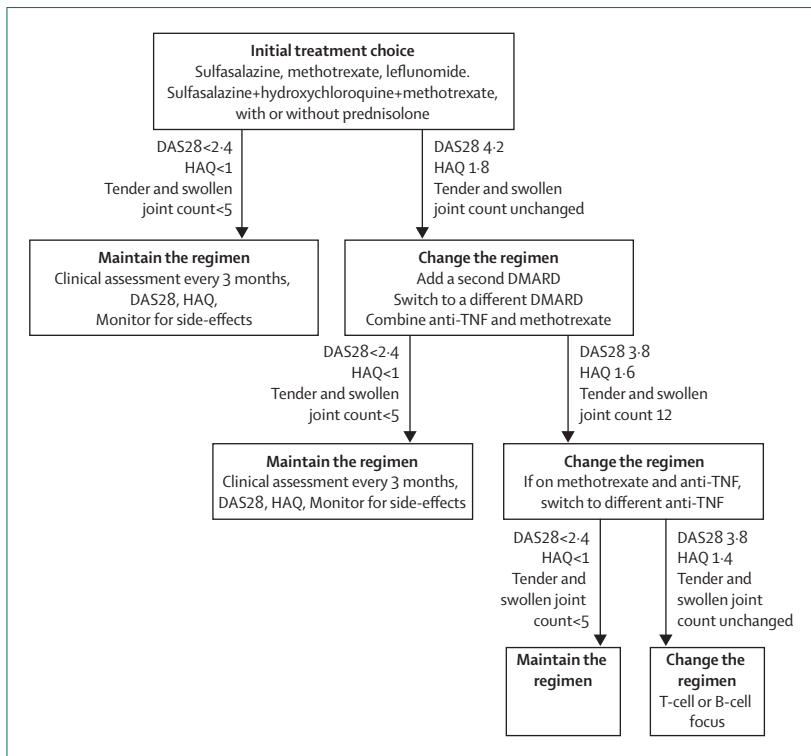 Initial treatment choice
Sulfasalazine, methotrexate, leflunomide.
Sulfasalazine+hydroxychloroquine+methotrexate,
with or without prednisolone
DAS28<2·4
HAQ<1
Tender and swollen
joint count<5
DAS28 4·2
HAQ 1·8
Tender and swollen
joint count unchanged
Maintain the regimen
Clinical assessment every 3 months,
DAS28, HAQ,
Monitor for side-effects
Change the regimen
Add a second DMARD
Switch to a different DMARD
Combine anti-TNF and methotrexate
DAS28<2·4
HAQ<1
Tender and swollen
joint count<5
DAS28 3·8
HAQ 1·6
Tender and swollen
joint count 12
Maintain the regimen
Clinical assessment every 3 months,
DAS28, HAQ, Monitor for side-effects
Change the regimen
If on methotrexate and anti-TNF,
switch to different anti-TNF
DAS28<2·4
HAQ<1
Tender and
swollen joint
count<5
DAS28 3·8
HAQ 1·4
Tender and
swollen joint
count unchanged
Maintain the
regimen
Change the
regimen
T-cell or B-cell
focus